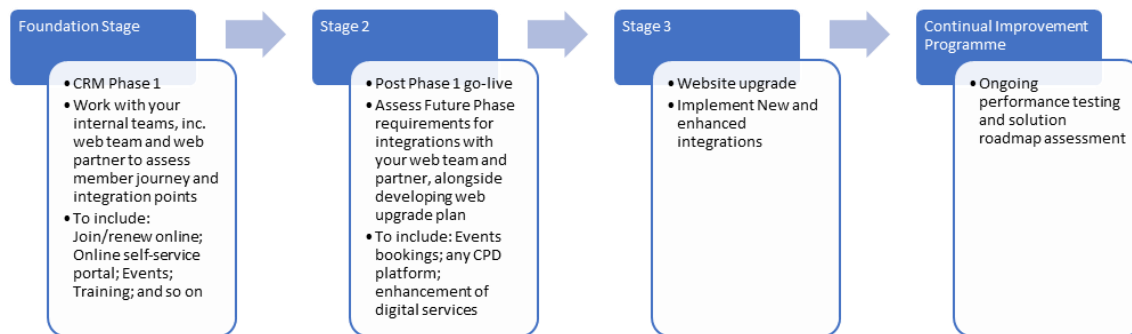 Foundation Stage
• CRM Phase 1
• Work with your
internal teams, inc.
web team and web
partner to assess
member journey and
integration points
• To include:
Join/renew online;
Online self-service
portal; Events;
Training; and so on
Stage 2
• Post Phase 1 go-live
• Assess Future Phase
requirements for
integrations with
your web team and
partner, alongside
developing web
upgrade plan
• To include: Events
bookings; any CPD
platform;
enhancement of
digital services
Stage 3
• Website upgrade
• Implement New and
enhanced
integrations
Continual Improvement
Programme
• Ongoing
performance testing
and solution
roadmap assessment